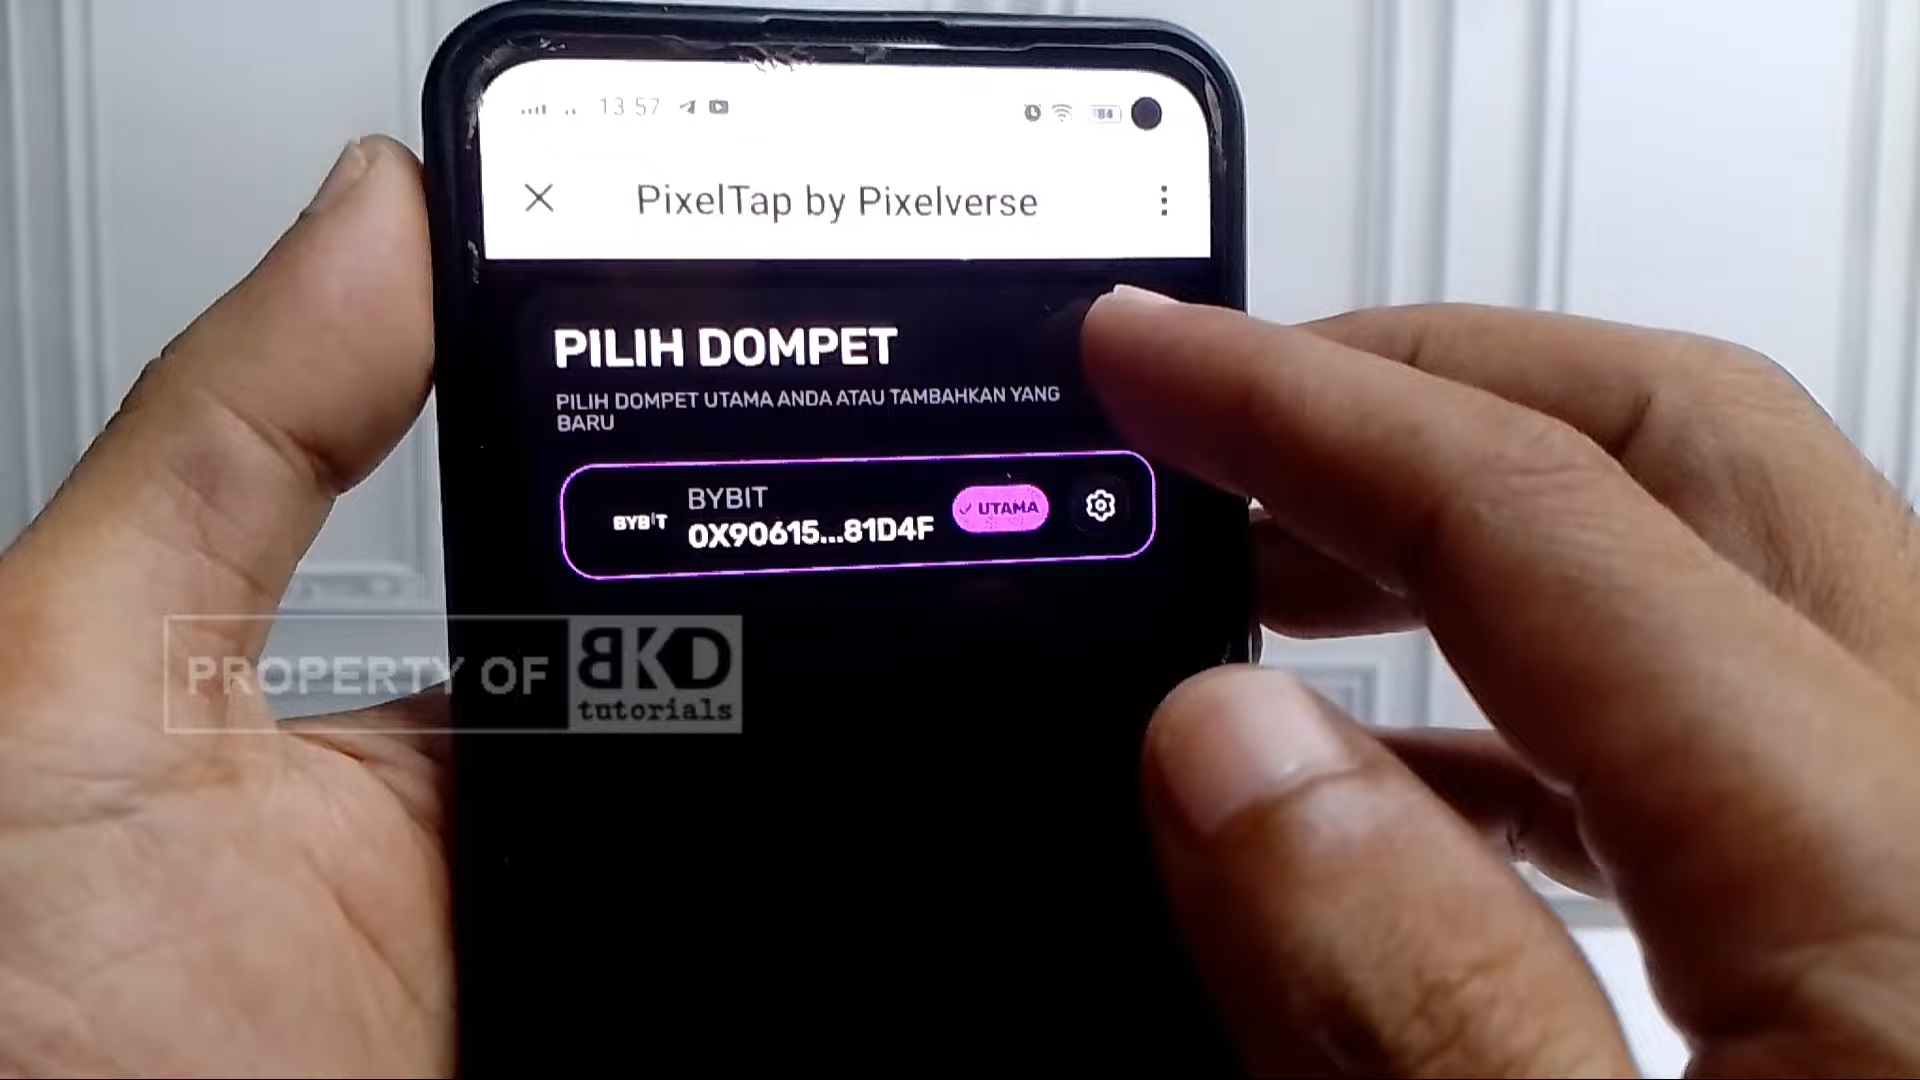 13 57
84
PixelTap by Pixelverse
PILIH DOMPET
PILIH DOMPET UTAMA ANDA ATAU TAMBAHKAN YANG
BARU
BYBIT
BYBIT
0X90615...81D4F
UTAMA
PROPERTY OF BKD
tutorials